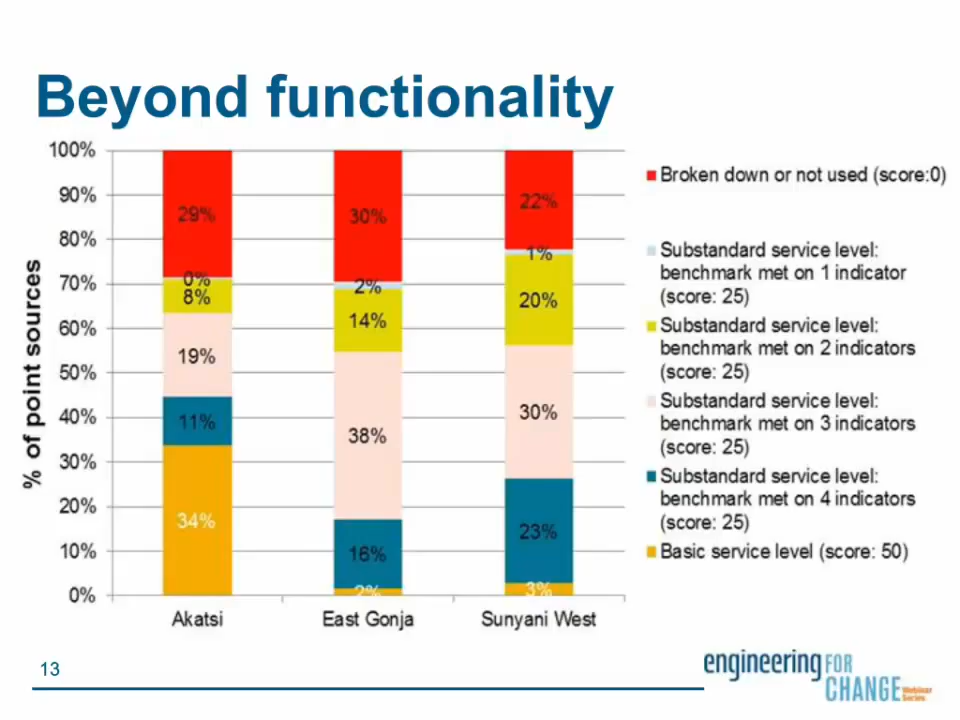 Beyond functionality
% of point sources
100%
90%
80%
70%
60%
50%
40%
30%
20%
10%
0%
29%
0%
8%
19%
11%
34%
30%
2%
14%
38%
16%
2%
22%
1%
20%
30%
23%
3%
Akatsi
East Gonja
Sunyani West
Broken down or not used (score:0)
Substandard service level:
benchmark met on 1 indicator
(score: 25)
Substandard service level:
benchmark met on 2 indicators
(score: 25)
Substandard service level:
benchmark met on 3 indicators
(score: 25)
Substandard service level:
benchmark met on 4 indicators
(score: 25)
Basic service level (score: 50)
13
engineering FOR
CHANGE Webinar
Series